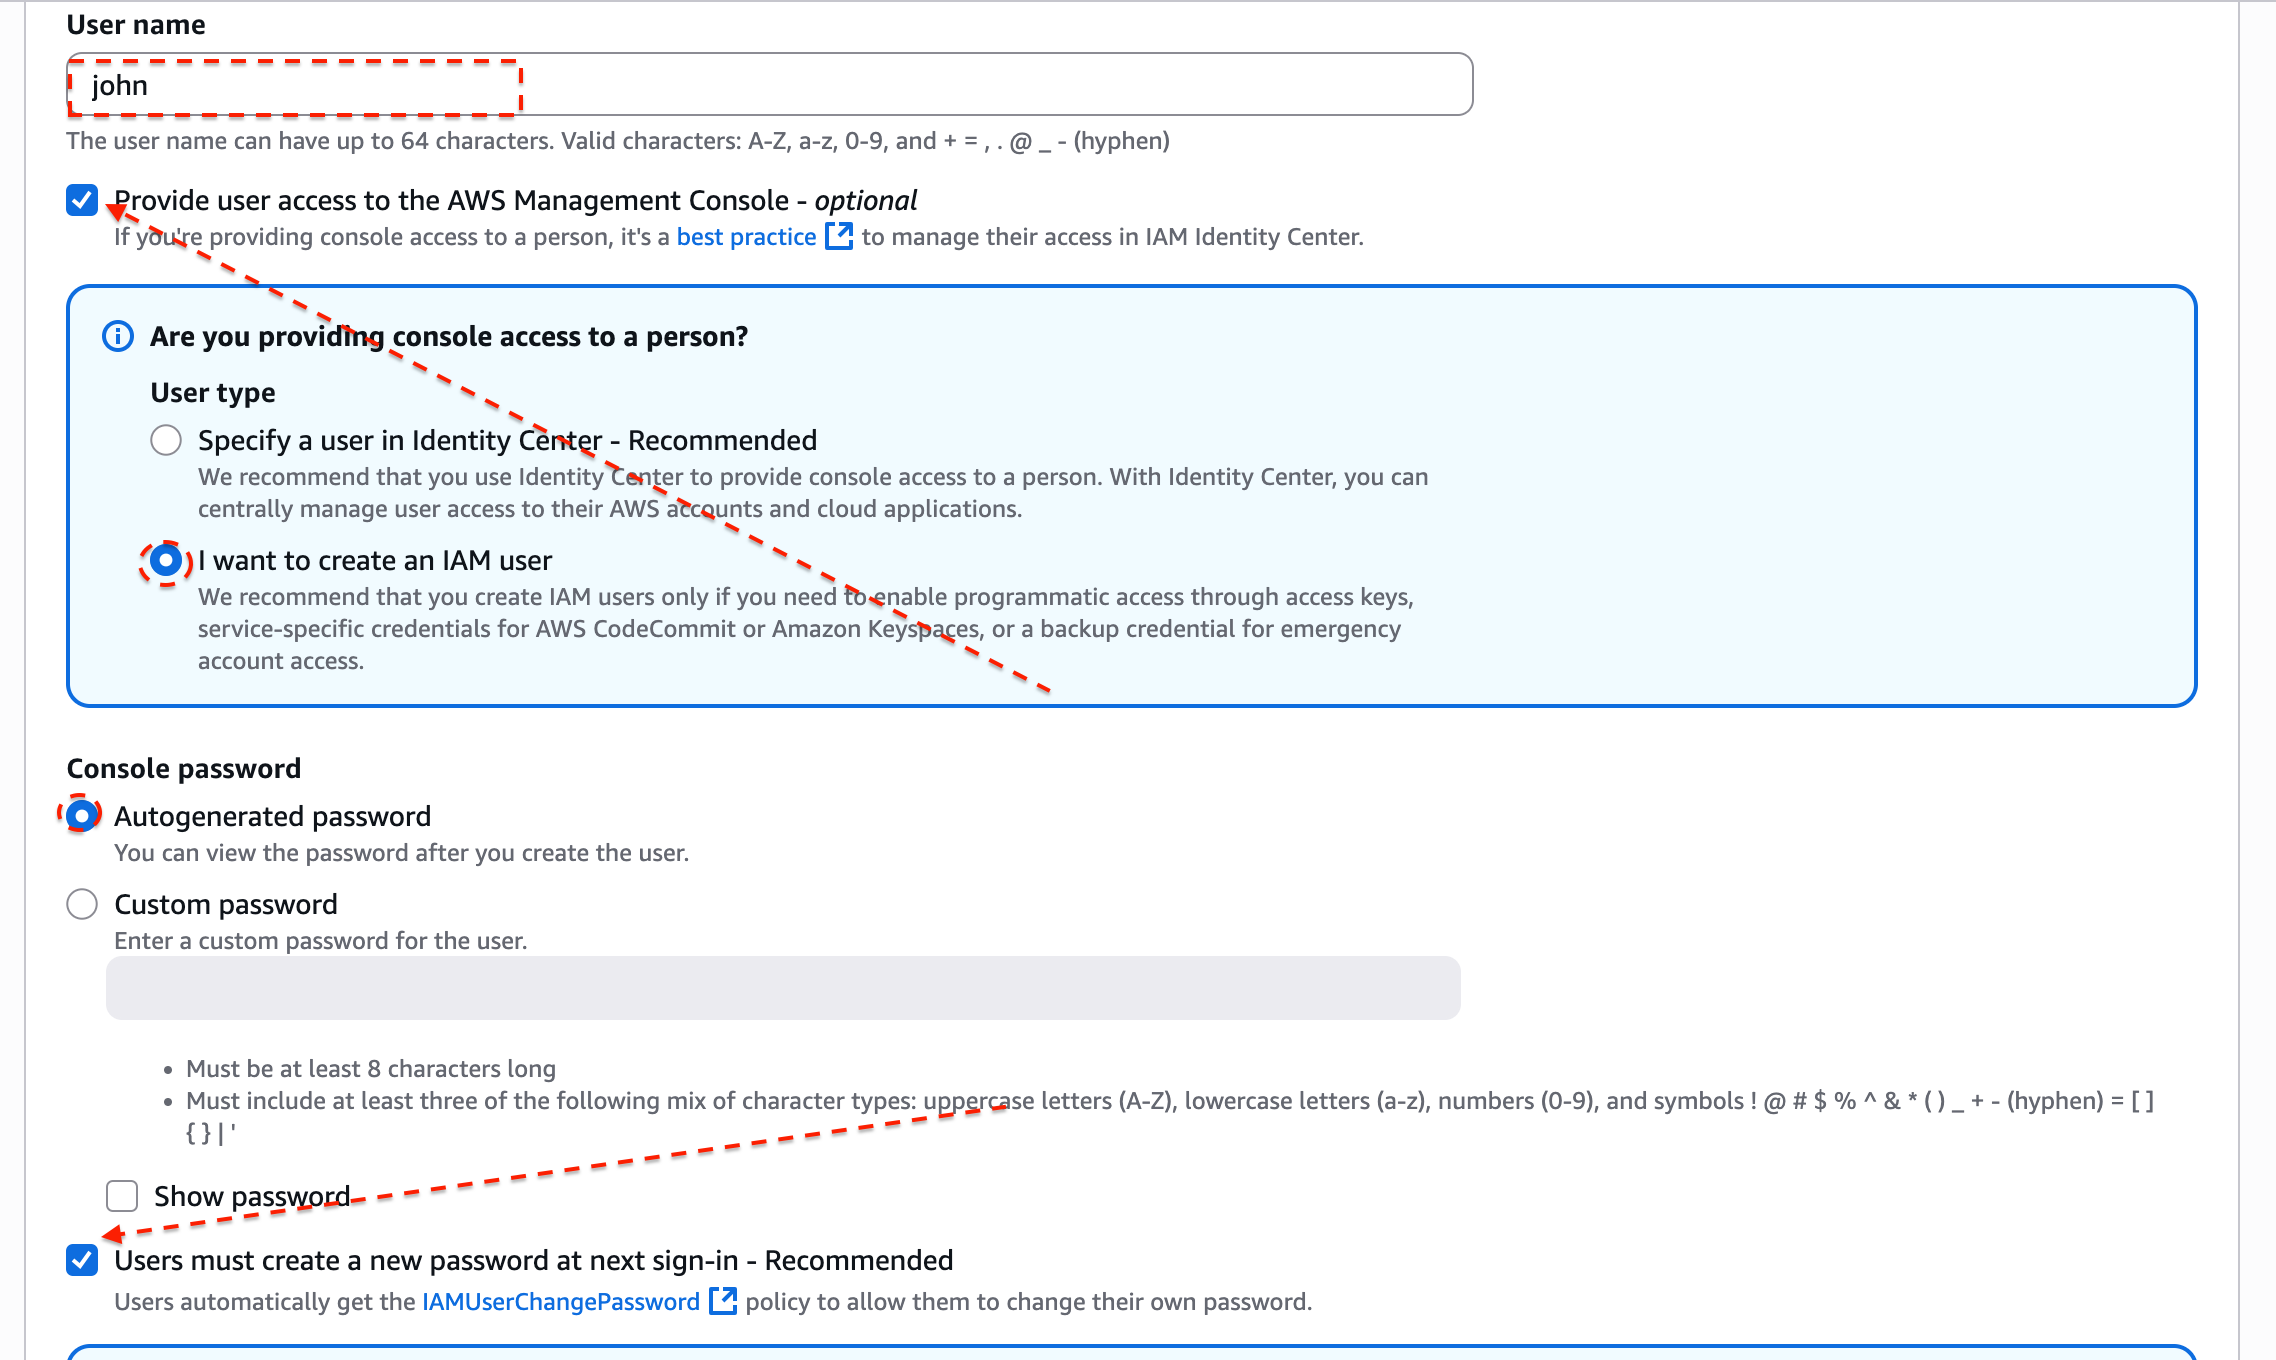 User name
john
The user name can have up to 64 characters. Valid characters: A-Z, a-z, 0-9, and + = , . @ _ - (hyphen)
Provide user access to the AWS Management Console - optional
If you're providing console access to a person, it's a best practice to manage their access in IAM Identity Center.
Are you providing console access to a person?
User type
Specify a user in Identity Center - Recommended
We recommend that you use Identity Center to provide console access to a person. With Identity Center, you can
centrally manage user access to their AWS accounts and cloud applications.
I want to create an IAM user
We recommend that you create IAM users only if you need to enable programmatic access through access keys,
service-specific credentials for AWS CodeCommit or Amazon Keyspaces, or a backup credential for emergency
account access.
Console password
Autogenerated password
You can view the password after you create the user.
Custom password
Enter a custom password for the user.
• Must be at least 8 characters long
• Must include at least three of the following mix of character types: uppercase letters (A-Z), lowercase letters (a-z), numbers (0-9), and symbols ! @ # $ % ^ & * ( ) _ + - (hyphen) = [ ]
{ } | '
Show password
Users must create a new password at next sign-in - Recommended
Users automatically get the IAMUserChangePassword policy to allow them to change their own password.